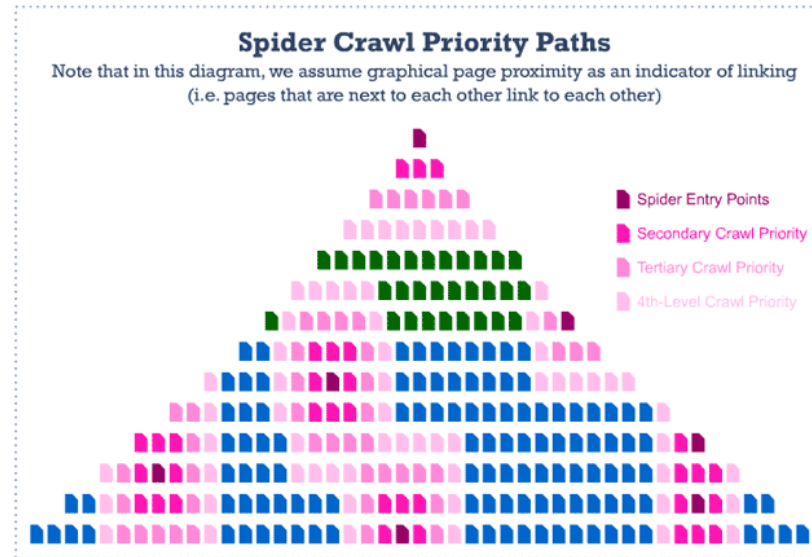 Spider Crawl Priority Paths
Note that in this diagram, we assume graphical page proximity as an indicator of linking
(i.e. pages that are next to each other link to each other)
Spider Entry Points
Secondary Crawl Priority
Tertiary Crawl Priority
4th-Level Crawl Priority